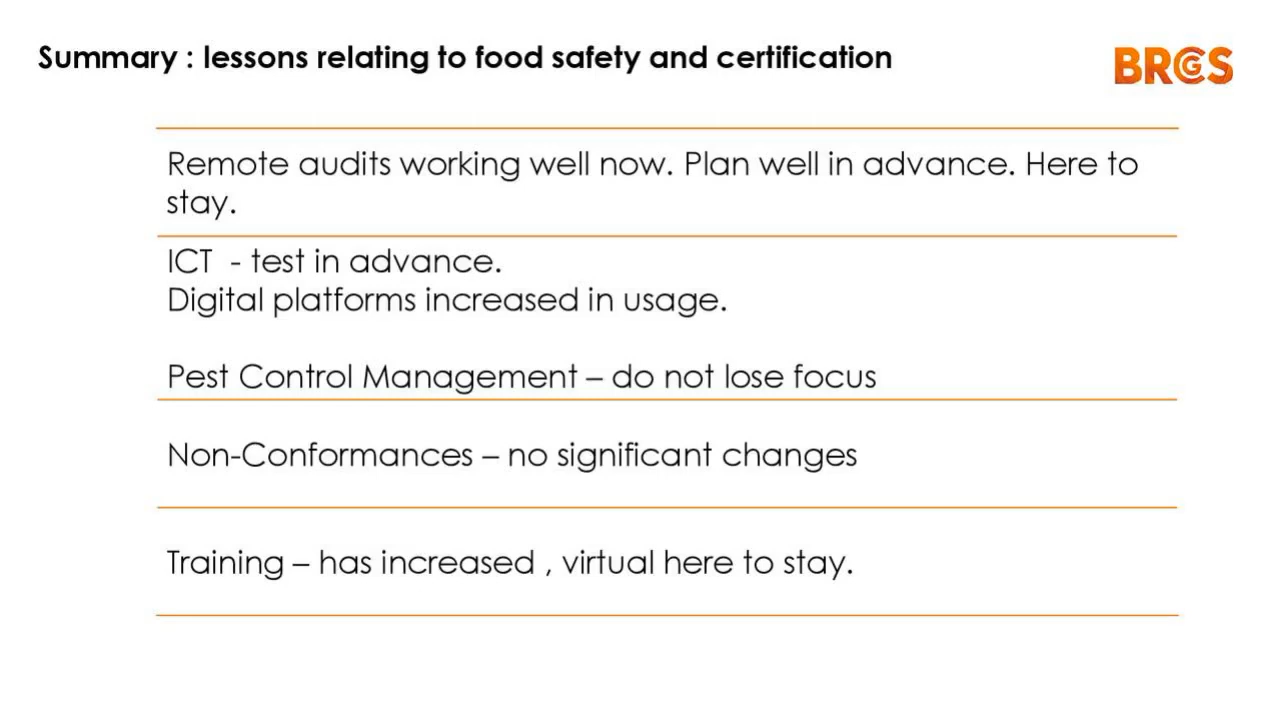 Summary : lessons relating to food safety and certification
BRCGS
Remote audits working well now. Plan well in advance. Here to
stay.
ICT  - test in advance.
Digital platforms increased in usage.
Pest Control Management – do not lose focus
Non-Conformances – no significant changes
Training – has increased , virtual here to stay.